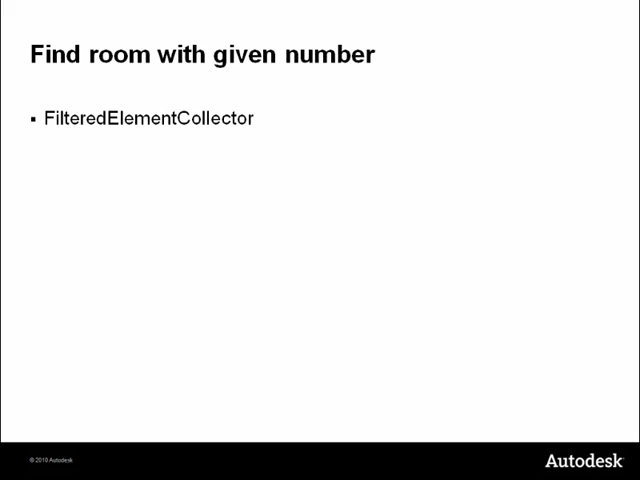 Find room with given number
▪ FilteredElementCollector
© 2010 Autodesk
Autodesk